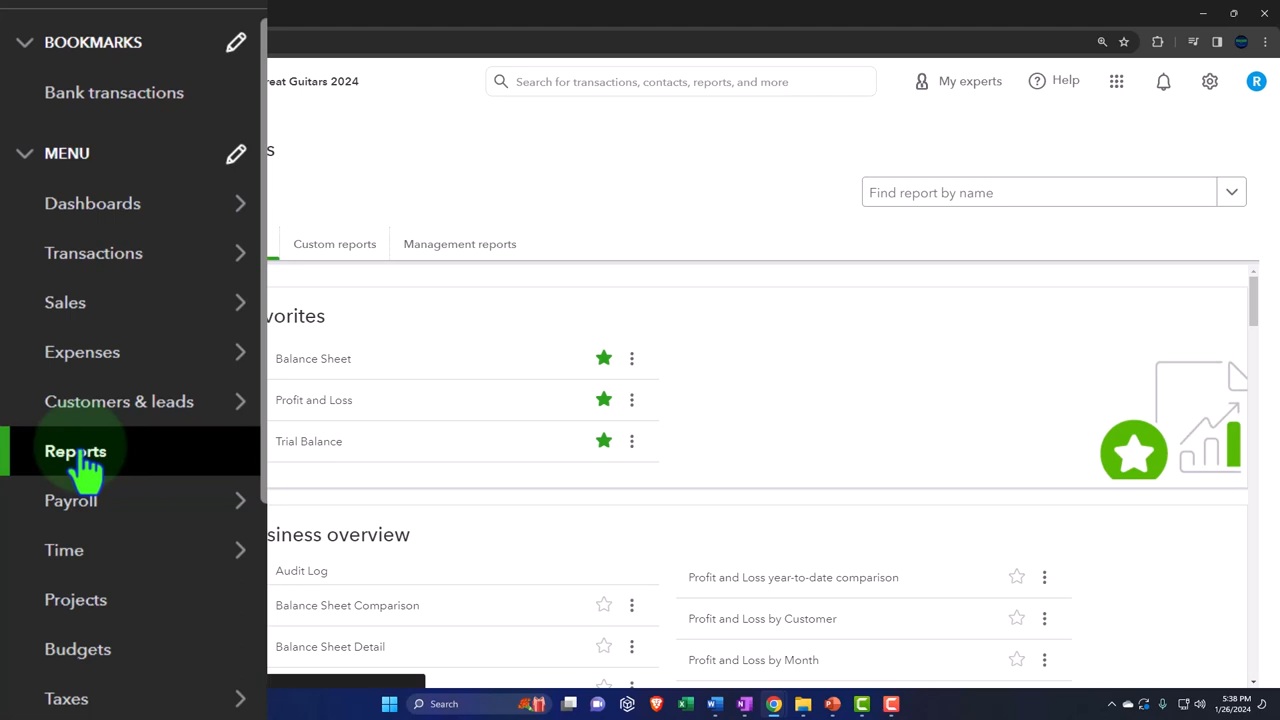 BOOKMARKS
Bank transactions
MENU
Dashboards
Transactions
Sales
Expenses
Customers & leads
Reports
Payroll
Time
Projects
Budgets
Taxes
reat Guitars 2024
Search for transactions, contacts, reports, and more
My experts
Help
R
s
Find report by name
Custom reports
Management reports
vorites
Balance Sheet
Profit and Loss
Trial Balance
siness overview
Audit Log
Balance Sheet Comparison
Balance Sheet Detail
Profit and Loss year-to-date comparison
Profit and Loss by Customer
Profit and Loss by Month
Search
5:38 PM
1/26/2024